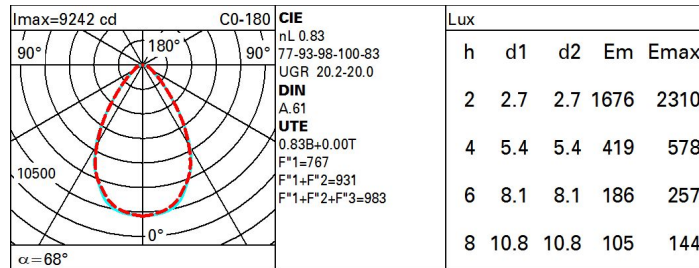 Imax=9242 cd C0-180
90° 180° 90°
10500
0°
α=68°
CIE
nL 0.83
77-93-98-100-83
UGR 20.2-20.0
DIN
A.61
UTE
0.83B+0.00T
F"1=767
F"1+F"2=931
F"1+F"2+F"3=983
Lux
h d1 d2 Em Emax
2 2.7 2.7 1676 2310
4 5.4 5.4 419 578
6 8.1 8.1 186 257
8 10.8 10.8 105 144